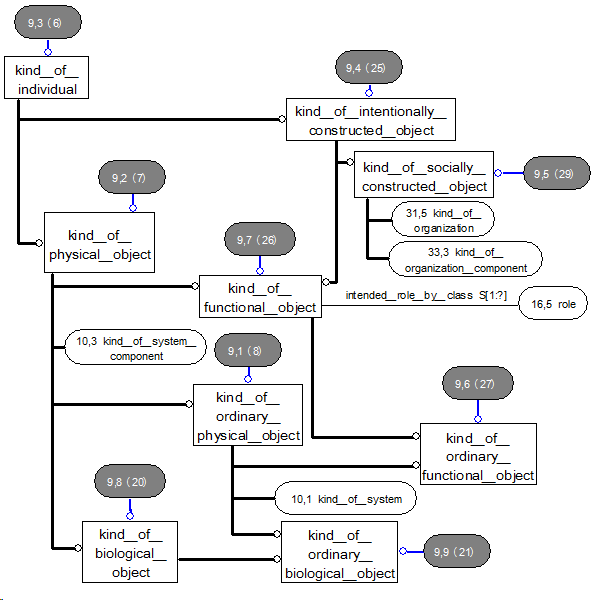 9,3 (6)
kind__of__
individual
9,4 (25)
kind__of__intentionally__
constructed__object
kind__of__socially__
constructed__object
9,5 (29)
9,2 (7)
31,5 kind__of__
organization
kind__of__
physical__object
9,7 (26)
33,3 kind__of__
organization__component
kind__of__
functional__object
intended__role__by__class S[1:?]
16,5 role
10,3 kind__of__system__
component
9,1 (8)
kind__of__
ordinary__
physical__object
9,6 (27)
kind__of__
ordinary__
functional__object
9,8 (20)
10,1 kind__of__system
kind__of__
biological__
object
kind__of__
ordinary__
biological__object
9,9 (21)